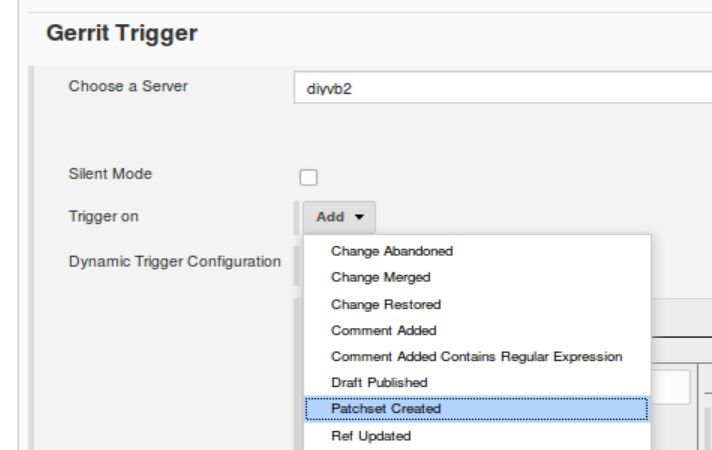 Gerrit Trigger
Choose a Server
diyvb2
Silent Mode
Trigger on
Add
Dynamic Trigger Configuration
Change Abandoned
Change Merged
Change Restored
Comment Added
Comment Added Contains Regular Expression
Draft Published
Patchset Created
Ref Updated